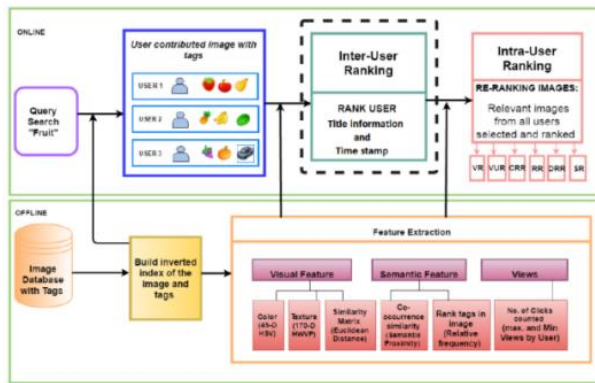 ONLINE
Query
Search
"Fruit"
User contributed image with
tags
USER 1
USER 2
USER 3
Inter-User
Ranking
RANK USER
Title information
and
Time stamp
Intra-User
Ranking
RE-RANKING IMAGES:
Relevant images
from all users
selected and ranked
VR
VUR
CRR
RR
DRR
SR
OFFLINE
Image
Database
with Tags
Build inverted
index of the
image and
tags
Feature Extraction
Visual Feature
Semantic Feature
Views
Color
HSV)
Texture
(170-D
HWVP)
Similarity
Matrix
(Euclidean
Distance)
Co-
occurrence
similarity
(Semantic
Proximity)
Rank tags in
image
(Relative
frequency)
No. of Clicks
counted
(max. and Min
Views by User)